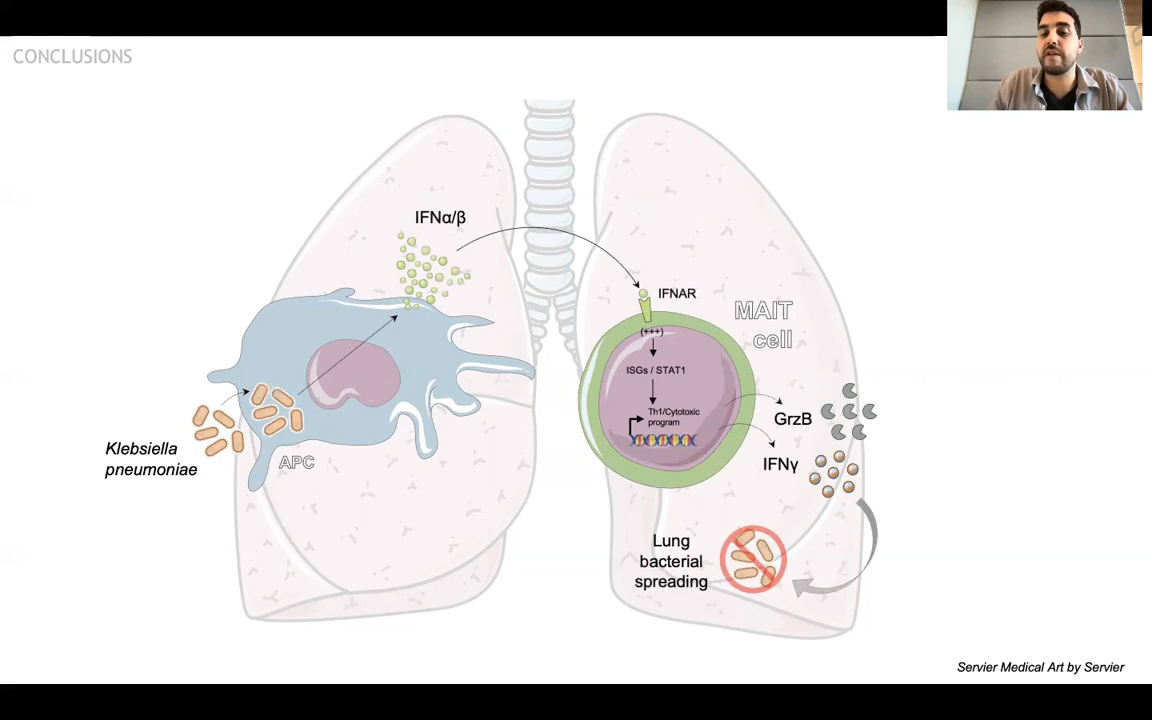 CONCLUSIONS
IFNα/β
IFNAR
MAIT
cell
(+++)
ISGs / STAT1
Th1/Cytotoxic
program
GrzB
IFNγ
Klebsiella
pneumoniae
APC
Lung
bacterial
spreading
Servier Medical Art by Servier